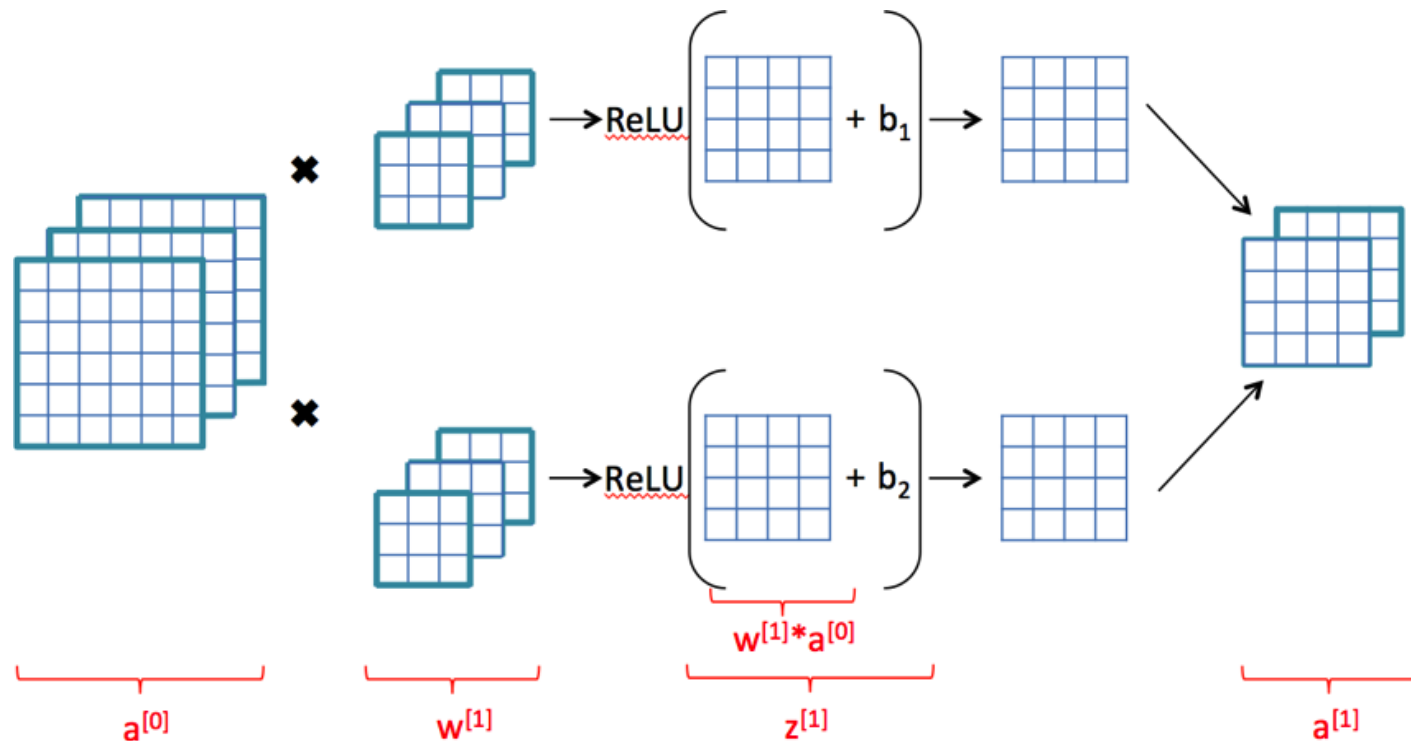 ReLU + b₁
ReLU + b₂
w^[1]*a^[0]
a^[0] w^[1] z^[1] a^[1]